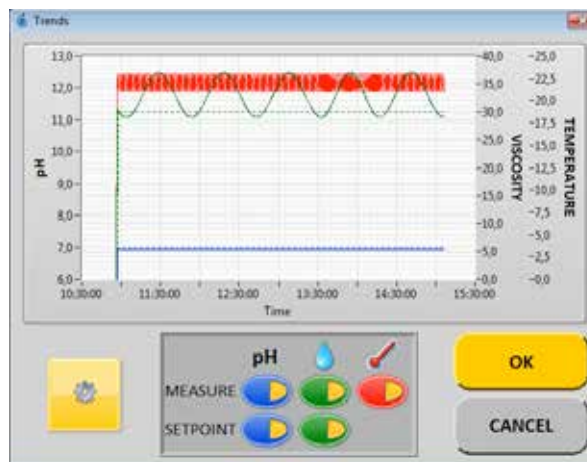 Trends
13,0
12,0
11,0
10,0
9,0
8,0
7,0
6,0
pH
-40,0
-35,0
-30,0
-25,0
-20,0
-15,0
-10,0
-5,0
-0,0
VISCOSITY
-25,0
-22,5
-20,0
-17,5
-15,0
-12,5
-10,0
-7,5
-5,0
-2,5
-0,0
TEMPERATURE
10:30:00 11:30:00 12:30:00 13:30:00 14:30:00 15:30:00
Time
pH
MEASURE
SETPOINT
OK
CANCEL